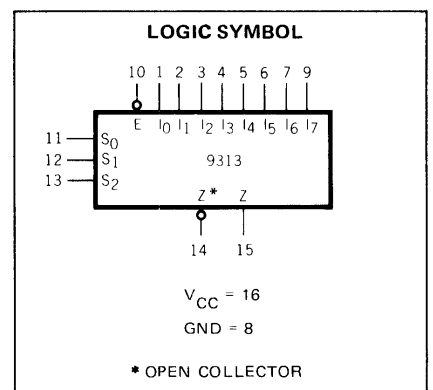 LOGIC SYMBOL
10 1 2 3 4 5 6 7 9
E I0 I1 I2 I3 I4 I5 I6 I7
11 S0
12 S1
13 S2
9313
Z* Z
14 15
VCC = 16
GND = 8
* OPEN COLLECTOR